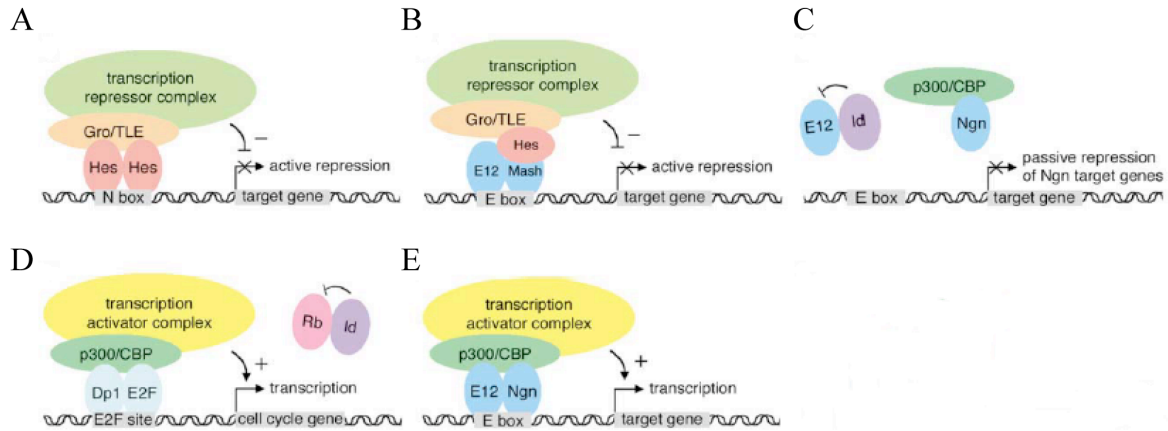 A
transcription
repressor complex
Gro/TLE
Hes Hes
−
active repression
N box
target gene
B
transcription
repressor complex
Gro/TLE
Hes
E12 Mash
−
active repression
E box
target gene
C
p300/CBP
E12 Id
Ngn
passive repression
of Ngn target genes
E box
target gene
D
transcription
activator complex
p300/CBP
Rb Id
+
Dp1 E2F
transcription
E2F site
cell cycle gene
E
transcription
activator complex
p300/CBP
+
E12 Ngn
transcription
E box
target gene